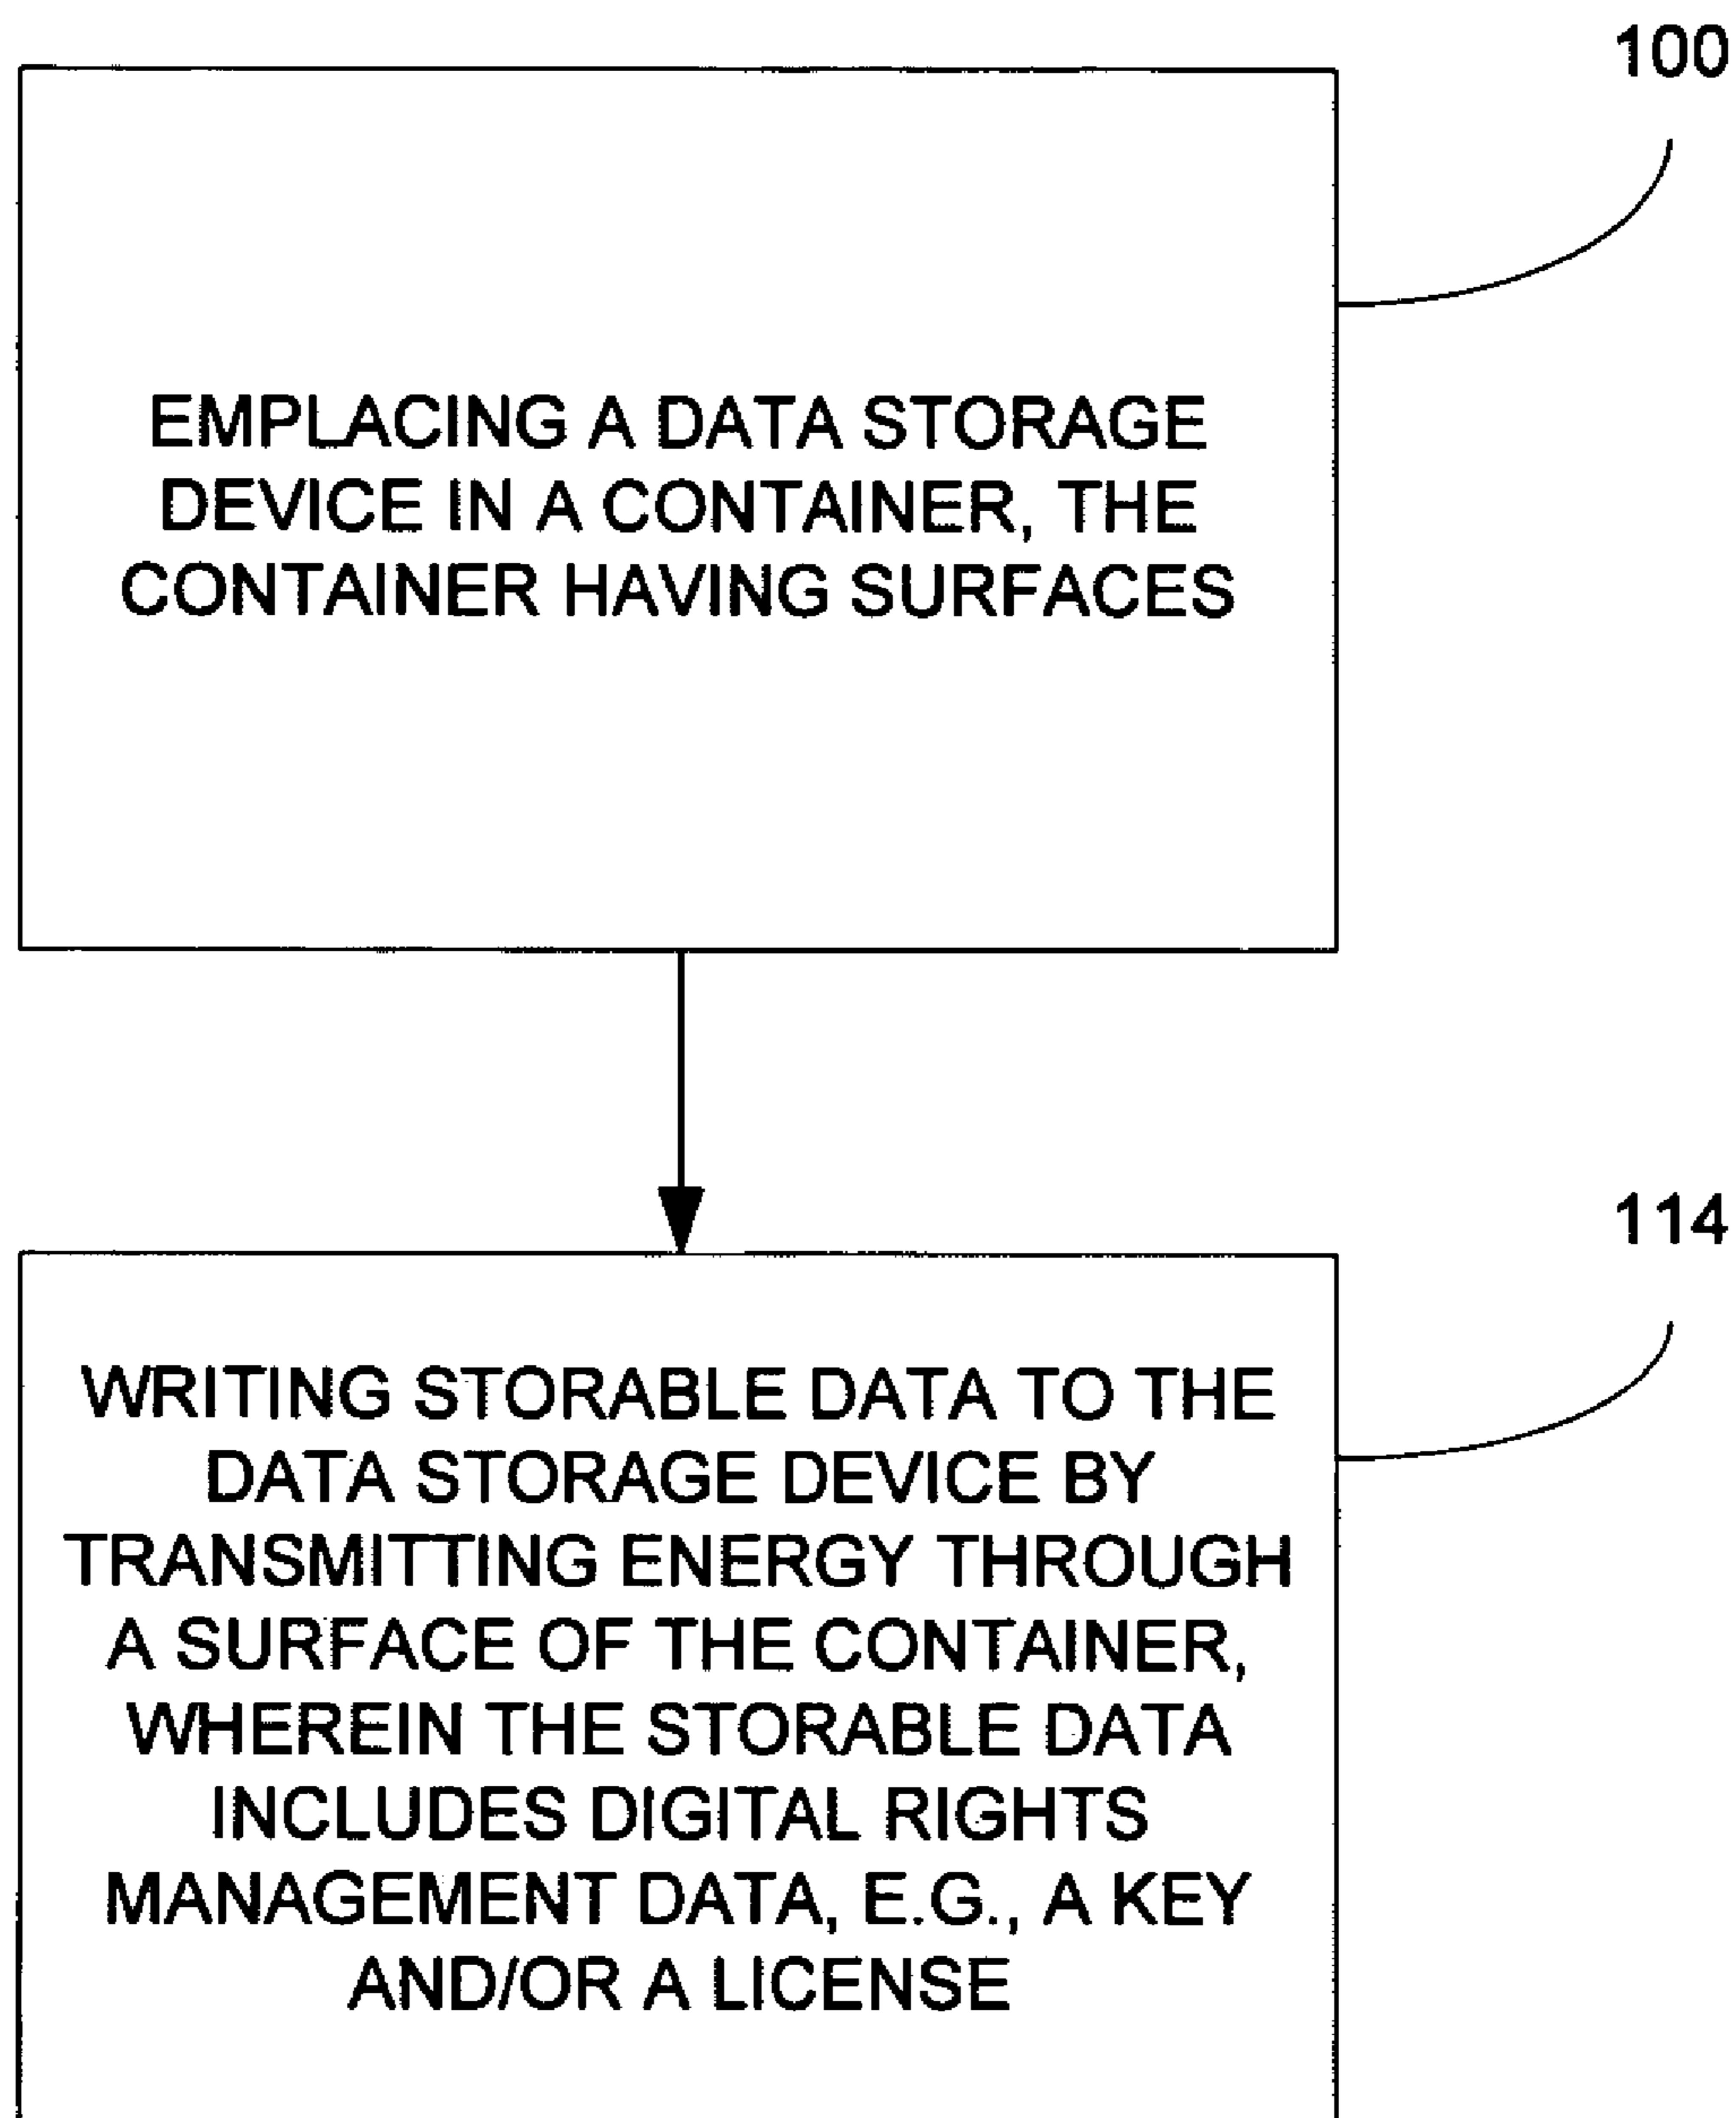 100
EMPLACING A DATA STORAGE
DEVICE IN A CONTAINER, THE
CONTAINER HAVING SURFACES
114
WRITING STORABLE DATA TO THE
DATA STORAGE DEVICE BY
TRANSMITTING ENERGY THROUGH
A SURFACE OF THE CONTAINER,
WHEREIN THE STORABLE DATA
INCLUDES DIGITAL RIGHTS
MANAGEMENT DATA, E.G., A KEY
AND/OR A LICENSE